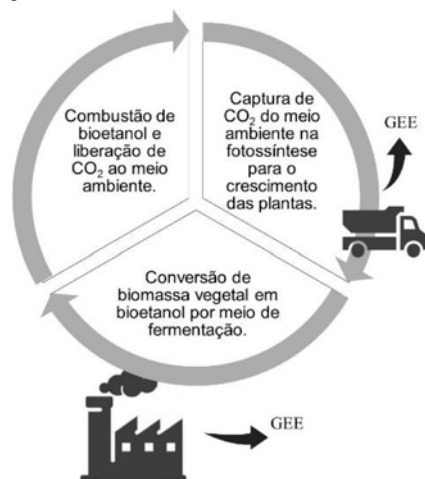 Combustão de
bioetanol e
liberação de
CO₂ ao meio
ambiente.
Captura de
CO₂ do meio
ambiente na
fotossíntese
para o
crescimento
das plantas.
GEE
Conversão de
biomassa vegetal em
bioetanol por meio de
fermentação.
GEE